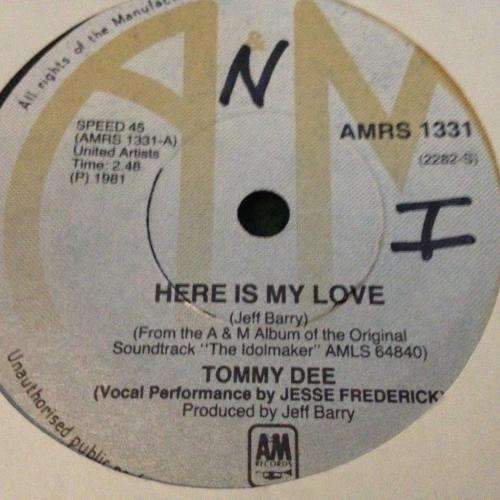 All rights of the Manufac
N
SPEED 45
(AMRS 1331-A)
United Artists
Time: 2.48
(P) 1981
AMRS 1331
(2282-S)
I
HERE IS MY LOVE
(Jeff Barry)
(From the A & M Album of the Original
Soundtrack "The Idolmaker" AMLS 64840)
TOMMY DEE
(Vocal Performance by JESSE FREDERICK)
Produced by Jeff Barry
Unauthorised public
A&M
RECORDS